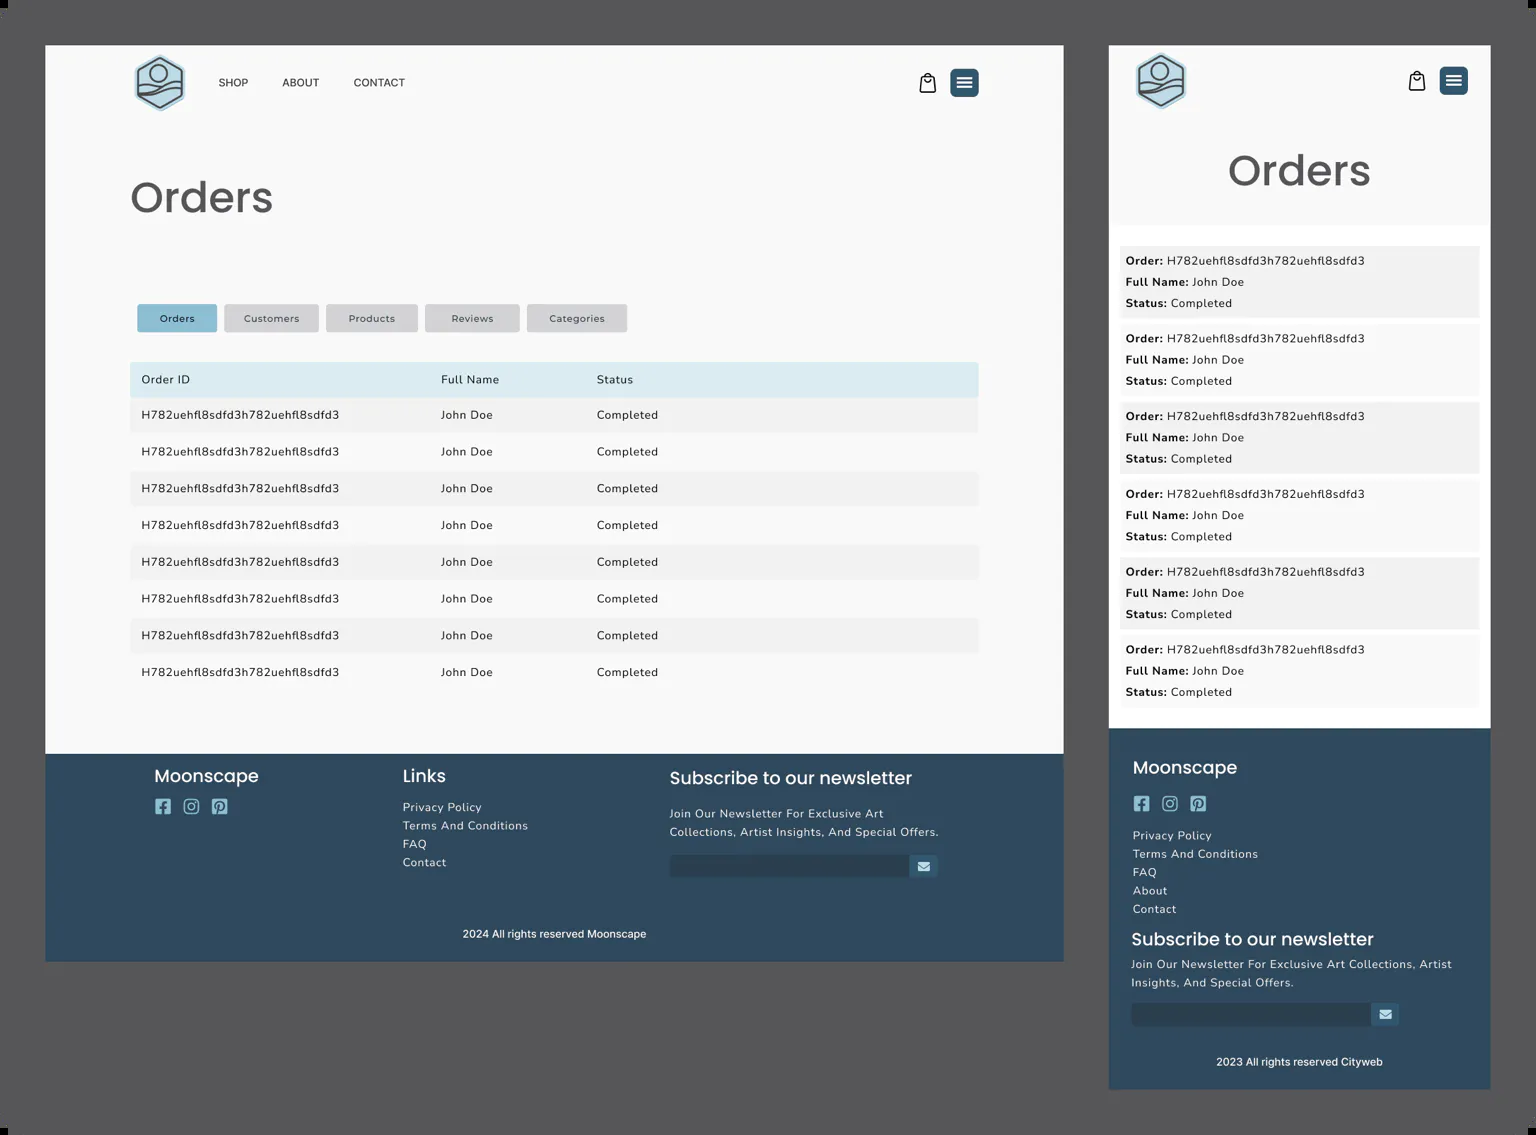 SHOP ABOUT CONTACT
Orders
Orders Customers Products Reviews Categories
Order ID Full Name Status
H782uehfl8sdfd3h782uehfl8sdfd3 John Doe Completed
H782uehfl8sdfd3h782uehfl8sdfd3 John Doe Completed
H782uehfl8sdfd3h782uehfl8sdfd3 John Doe Completed
H782uehfl8sdfd3h782uehfl8sdfd3 John Doe Completed
H782uehfl8sdfd3h782uehfl8sdfd3 John Doe Completed
H782uehfl8sdfd3h782uehfl8sdfd3 John Doe Completed
H782uehfl8sdfd3h782uehfl8sdfd3 John Doe Completed
H782uehfl8sdfd3h782uehfl8sdfd3 John Doe Completed
Moonscape
Links
Privacy Policy
Terms And Conditions
FAQ
Contact
Subscribe to our newsletter
Join Our Newsletter For Exclusive Art
Collections, Artist Insights, And Special Offers.
2024 All rights reserved Moonscape
Orders
Order: H782uehfl8sdfd3h782uehfl8sdfd3
Full Name: John Doe
Status: Completed
Order: H782uehfl8sdfd3h782uehfl8sdfd3
Full Name: John Doe
Status: Completed
Order: H782uehfl8sdfd3h782uehfl8sdfd3
Full Name: John Doe
Status: Completed
Order: H782uehfl8sdfd3h782uehfl8sdfd3
Full Name: John Doe
Status: Completed
Order: H782uehfl8sdfd3h782uehfl8sdfd3
Full Name: John Doe
Status: Completed
Order: H782uehfl8sdfd3h782uehfl8sdfd3
Full Name: John Doe
Status: Completed
Moonscape
Privacy Policy
Terms And Conditions
FAQ
About
Contact
Subscribe to our newsletter
Join Our Newsletter For Exclusive Art Collections, Artist
Insights, And Special Offers.
2023 All rights reserved Cityweb